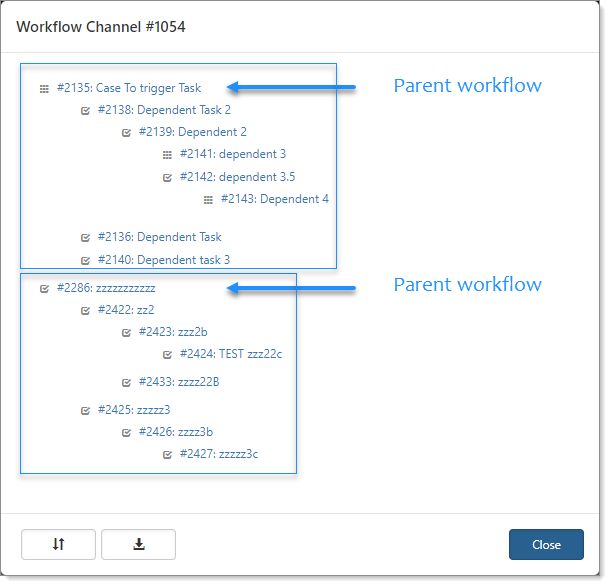 Workflow Channel #1054
#2135: Case To trigger Task
Parent workflow
#2138: Dependent Task 2
#2139: Dependent 2
#2141: dependent 3
#2142: dependent 3.5
#2143: Dependent 4
#2136: Dependent Task
#2140: Dependent task 3
#2286: zzzzzzzzzzz
Parent workflow
#2422: zz2
#2423: zzz2b
#2424: TEST zzz22c
#2433: zzzz22B
#2425: zzzzz3
#2426: zzzz3b
#2427: zzzzz3c
Close